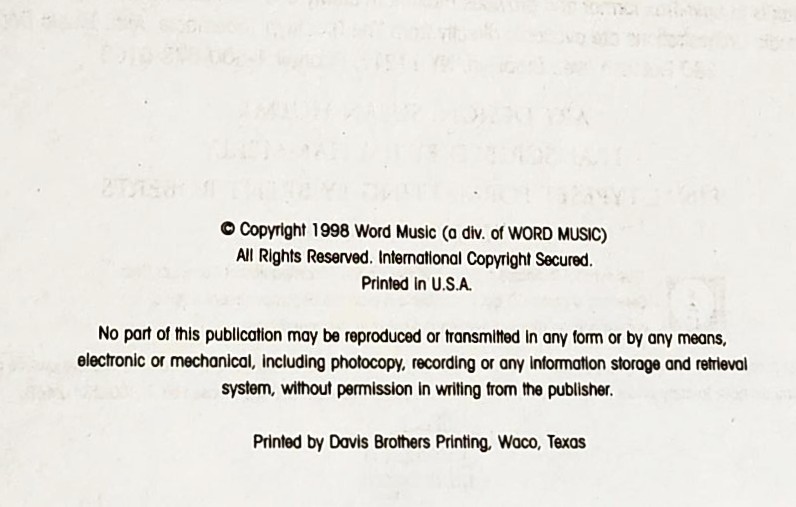 © Copyright 1998 Word Music (a div. of WORD MUSIC)
All Rights Reserved. International Copyright Secured.
Printed in U.S.A.
No part of this publication may be reproduced or transmitted in any form or by any means,
electronic or mechanical, including photocopy, recording or any information storage and retrieval
system, without permission in writing from the publisher.
Printed by Davis Brothers Printing, Waco, Texas